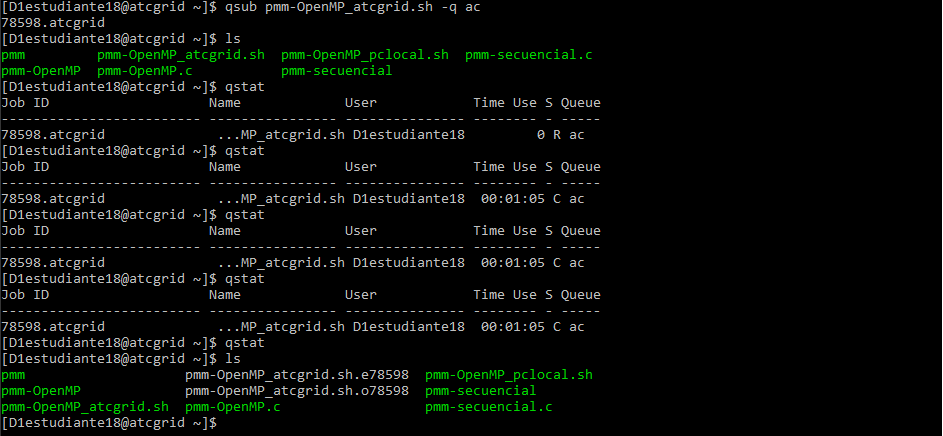 [D1estudiante18@atcgrid ~]$ qsub pmm-OpenMP_atcgrid.sh -q ac
78598.atcgrid
[D1estudiante18@atcgrid ~]$ ls
pmm         pmm-OpenMP_atcgrid.sh  pmm-OpenMP_pclocal.sh  pmm-secuencial.c
pmm-OpenMP  pmm-OpenMP.c           pmm-secuencial
[D1estudiante18@atcgrid ~]$ qstat
Job ID                    Name             User            Time Use S Queue
------------------------- ---------------- --------------- -------- - -----
78598.atcgrid              ...MP_atcgrid.sh D1estudiante18         0 R ac
[D1estudiante18@atcgrid ~]$ qstat
Job ID                    Name             User            Time Use S Queue
------------------------- ---------------- --------------- -------- - -----
78598.atcgrid              ...MP_atcgrid.sh D1estudiante18  00:01:05 C ac
[D1estudiante18@atcgrid ~]$ qstat
Job ID                    Name             User            Time Use S Queue
------------------------- ---------------- --------------- -------- - -----
78598.atcgrid              ...MP_atcgrid.sh D1estudiante18  00:01:05 C ac
[D1estudiante18@atcgrid ~]$ qstat
Job ID                    Name             User            Time Use S Queue
------------------------- ---------------- --------------- -------- - -----
78598.atcgrid              ...MP_atcgrid.sh D1estudiante18  00:01:05 C ac
[D1estudiante18@atcgrid ~]$ qstat
[D1estudiante18@atcgrid ~]$ ls
pmm                    pmm-OpenMP_atcgrid.sh.e78598  pmm-OpenMP_pclocal.sh
pmm-OpenMP             pmm-OpenMP_atcgrid.sh.o78598  pmm-secuencial
pmm-OpenMP_atcgrid.sh  pmm-OpenMP.c                  pmm-secuencial.c
[D1estudiante18@atcgrid ~]$